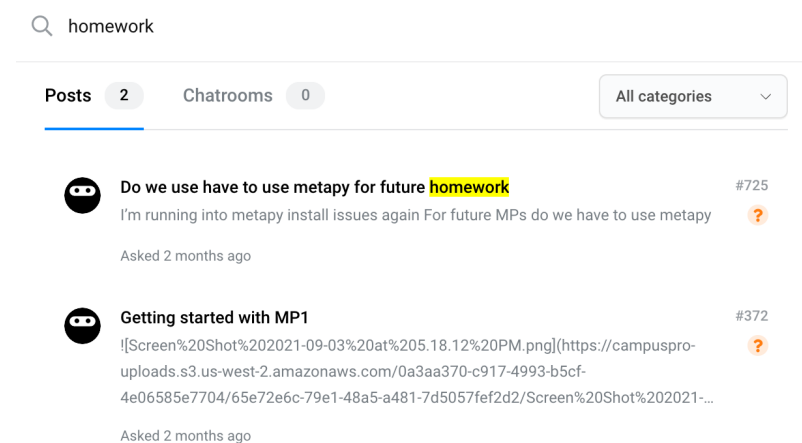 homework
Posts 2 Chatrooms 0 All categories
Do we use have to use metapy for future homework #725
I'm running into metapy install issues again For future MPs do we have to use metapy ?
Asked 2 months ago
Getting started with MP1 #372
![Screen%20Shot%202021-09-03%20at%205.18.12%20PM.png](https://campuspro- ?
uploads.s3.us-west-2.amazonaws.com/0a3aa370-c917-4993-b5cf-
4e06585e7704/65e72e6c-79e1-48a5-a481-7d5057fef2d2/Screen%20Shot%202021-...
Asked 2 months ago